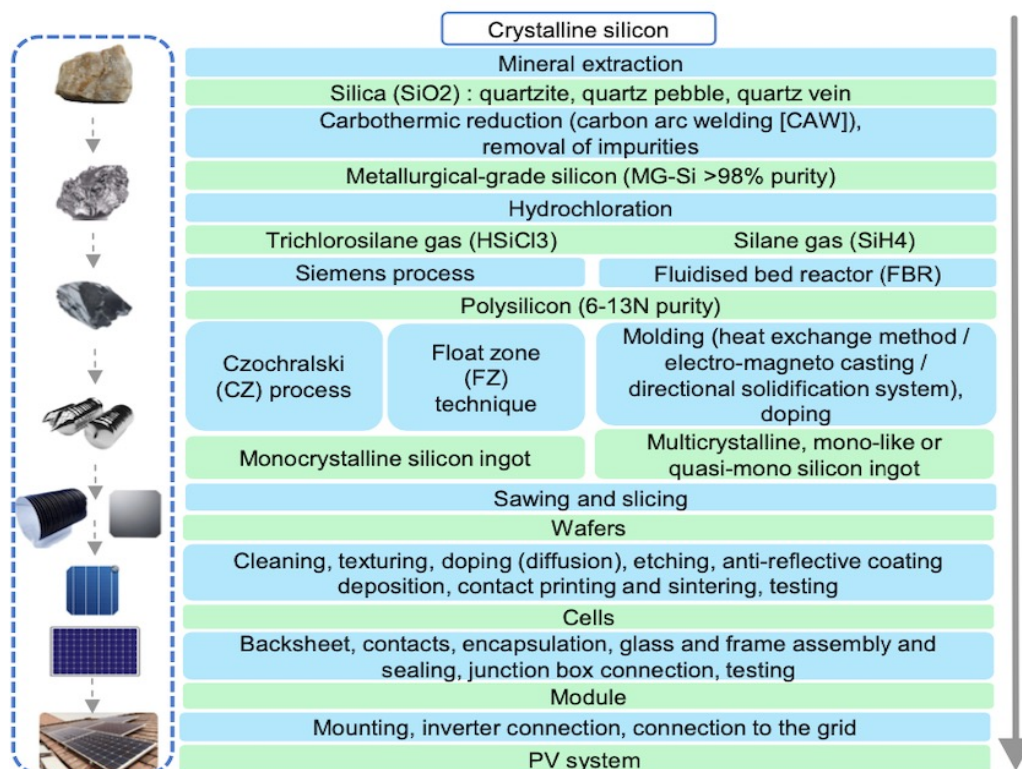 Crystalline silicon
Mineral extraction
Silica (SiO2) : quartzite, quartz pebble, quartz vein
Carbothermic reduction (carbon arc welding [CAW]),
removal of impurities
Metallurgical-grade silicon (MG-Si >98% purity)
Hydrochloration
Trichlorosilane gas (HSiCl3)
Silane gas (SiH4)
Siemens process
Fluidised bed reactor (FBR)
Polysilicon (6-13N purity)
Czochralski
(CZ) process
Float zone
(FZ)
technique
Molding (heat exchange method /
electro-magneto casting /
directional solidification system),
doping
Monocrystalline silicon ingot
Multicrystalline, mono-like or
quasi-mono silicon ingot
Sawing and slicing
Wafers
Cleaning, texturing, doping (diffusion), etching, anti-reflective coating
deposition, contact printing and sintering, testing
Cells
Backsheet, contacts, encapsulation, glass and frame assembly and
sealing, junction box connection, testing
Module
Mounting, inverter connection, connection to the grid
PV system